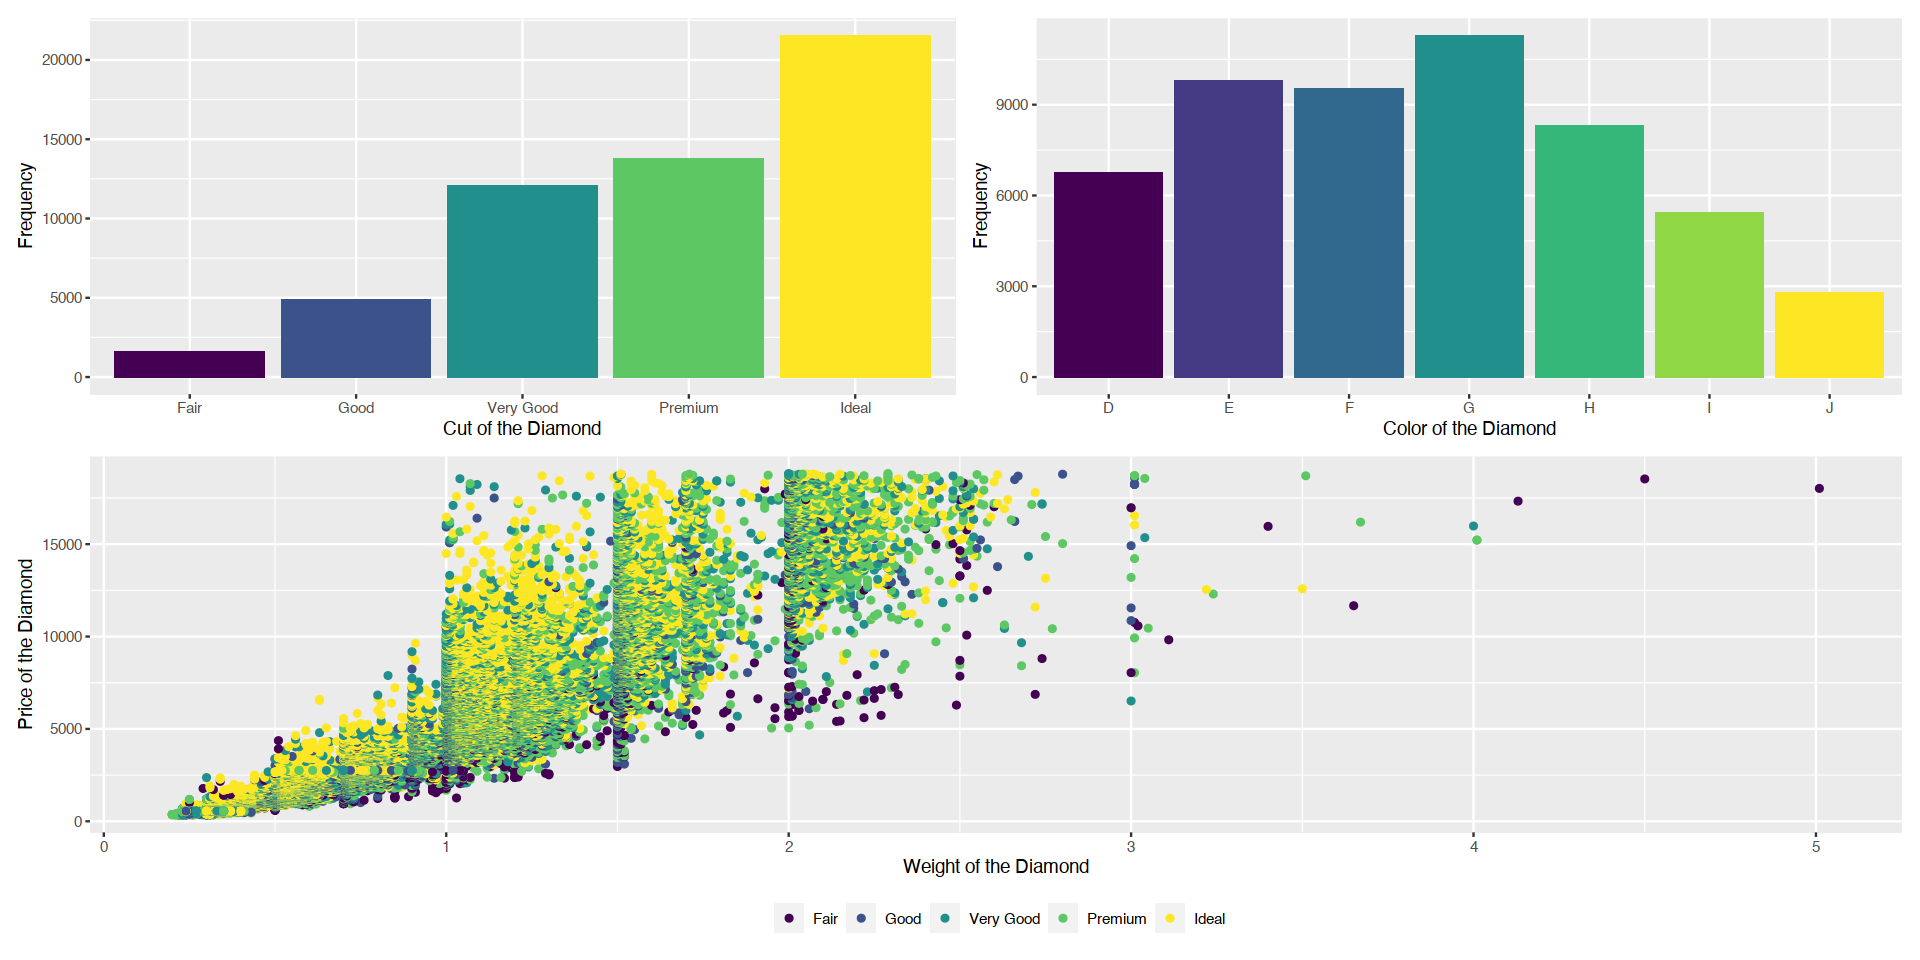 Frequency
20000
15000
10000
5000
0
Fair Good Very Good Premium Ideal
Cut of the Diamond
Frequency
9000
6000
3000
0
D E F G H I J
Color of the Diamond
Price of the Diamond
15000
10000
5000
0
0 1 2 3 4 5
Weight of the Diamond
Fair Good Very Good Premium Ideal